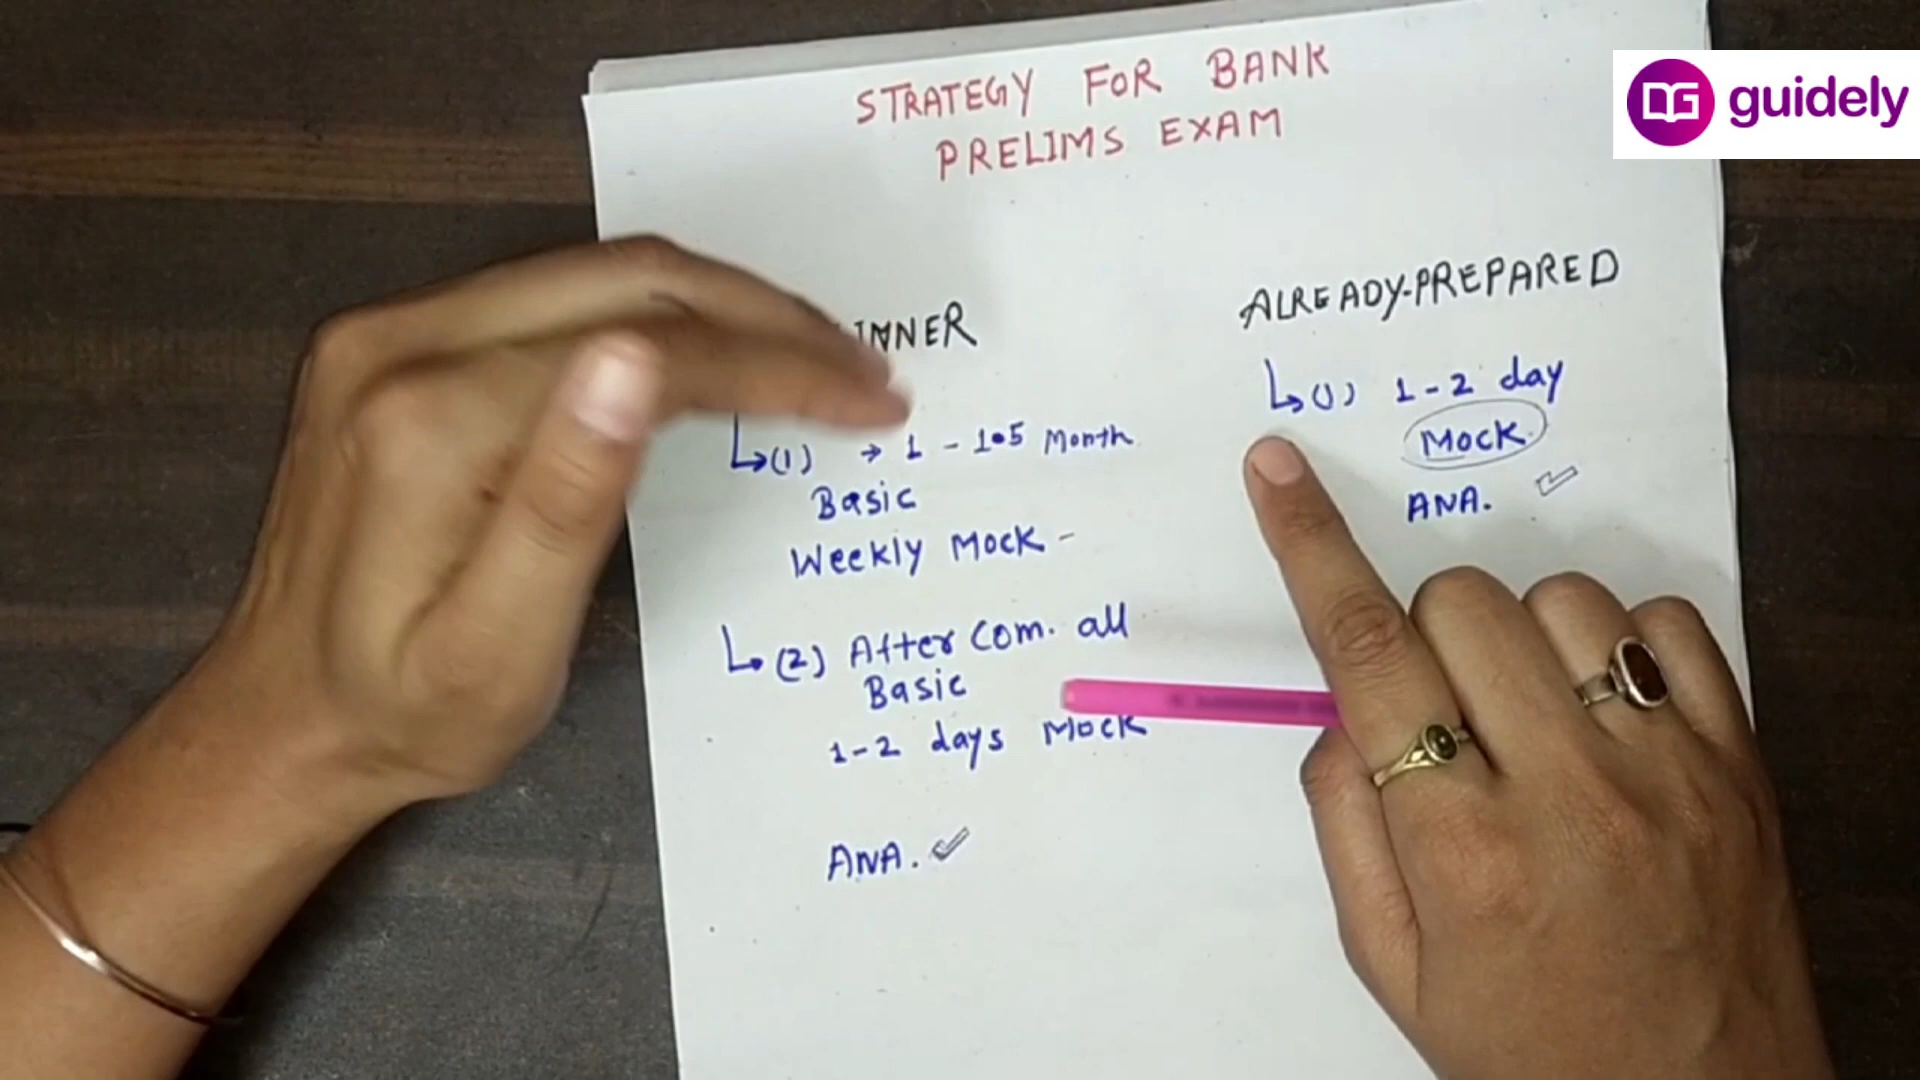 STRATEGY FOR BANK
PRELIMS EXAM
guidely
ALREADY-PREPARED
↳(1) 1-2 day
Mock
ANA.
↳(1) → 1 - 1.5 Month
Basic
Weekly Mock -
↳(2) After Com. all
Basic
1-2 days Mock
ANA.